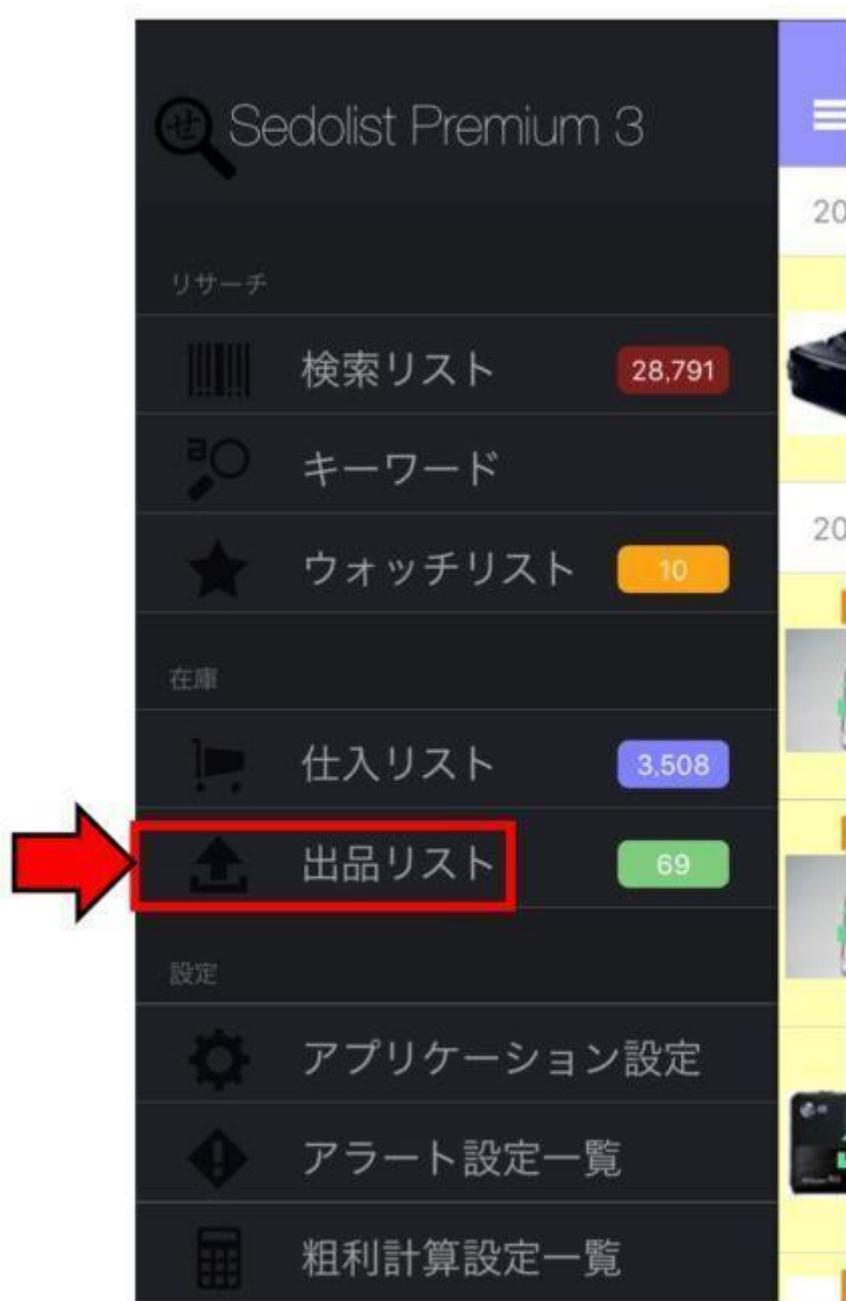 せ Sedolist Premium 3
リサーチ
検索リスト 28,791
キーワード
ウォッチリスト 10
在庫
仕入リスト 3,508
出品リスト 69
設定
アプリケーション設定
アラート設定一覧
粗利計算設定一覧
20
20